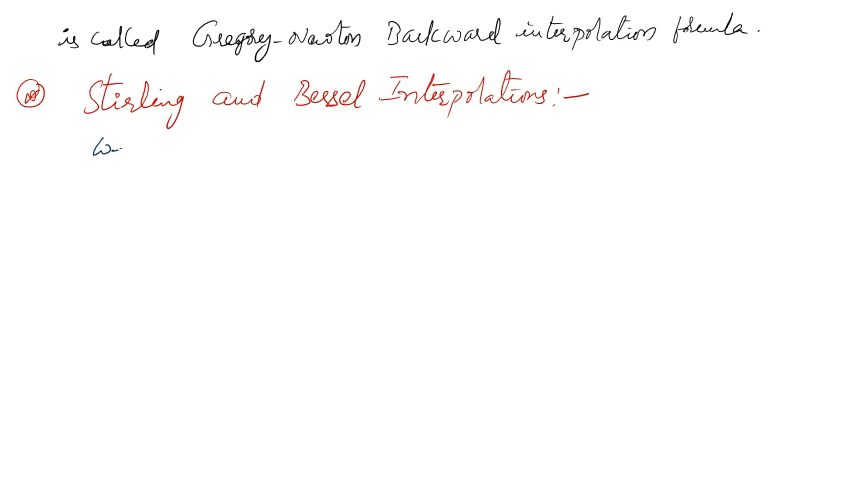 is called Gregory-Newton Backward interpolation formula.
Stirling and Bessel Interpolations:-
w